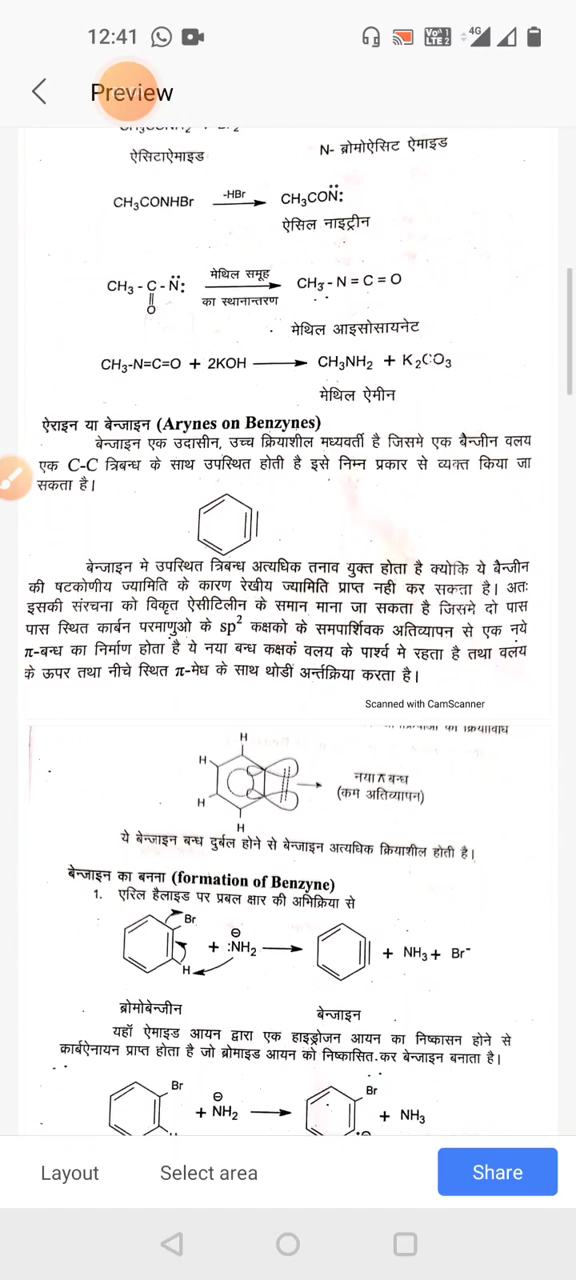 12:41
Vo 1 LTE 2
4G
Preview
ऐसिटाऐमाइड
N- ब्रोमोऐसिट ऐमाइड
CH₃CONHBr -HBr → CH₃CON̈:
ऐसिल नाइट्रीन
CH₃ - C - N̈: मेथिल समूह → CH₃ - N = C = O
O का स्थानान्तरण
मेथिल आइसोसायनेट
CH₃-N=C=O + 2KOH → CH₃NH₂ + K₂CO₃
मेथिल ऐमीन
ऐराइन या बेन्जाइन (Arynes on Benzynes)
बेन्जाइन एक उदासीन, उच्च क्रियाशील मध्यवर्ती है जिसमे एक बैन्जीन वलय
एक C-C त्रिबन्ध के साथ उपस्थित होती है इसे निम्न प्रकार से व्यक्त किया जा
सकता है।
बेन्जाइन मे उपस्थित त्रिबन्ध अत्यधिक तनाव युक्त होता है क्योकि ये बैन्जीन
की षटकोणीय ज्यामिति के कारण रेखीय ज्यामिति प्राप्त नही कर सकता है। अतः
इसकी संरचना को विकृत ऐसीटिलीन के समान माना जा सकता है जिसमे दो पास
पास स्थित कार्बन परमाणुओ के sp² कक्षको के समपार्शिवक अतिव्यापन से एक नये
π-बन्ध का निर्माण होता है ये नया बन्ध कक्षकं वलय के पार्श्व मे रहता है तथा वलय
के ऊपर तथा नीचे स्थित π-मेघ के साथ थोडीं अर्न्तक्रिया करता है।
Scanned with CamScanner
H
H
नया π बन्ध
H
(कम अतिव्यापन)
H
ये बेन्जाइन बन्ध दुर्बल होने से बेन्जाइन अत्यधिक क्रियाशील होती है।
बेन्जाइन का बनना (formation of Benzyne)
1. एरिल हैलाइड पर प्रबल क्षार की अभिक्रिया से
Br
H + :NH₂⊖ → + NH₃ + Br⁻
ब्रोमोबेन्जीन
बेन्जाइन
यहाँ ऐमाइड आयन द्वारा एक हाइड्रोजन आयन का निष्कासन होने से
कार्बऐनायन प्राप्त होता है जो ब्रोमाइड आयन को निष्कासित कर बेन्जाइन बनाता है।
Br
Br
+ NH₂⊖ → + NH₃
Layout
Select area
Share